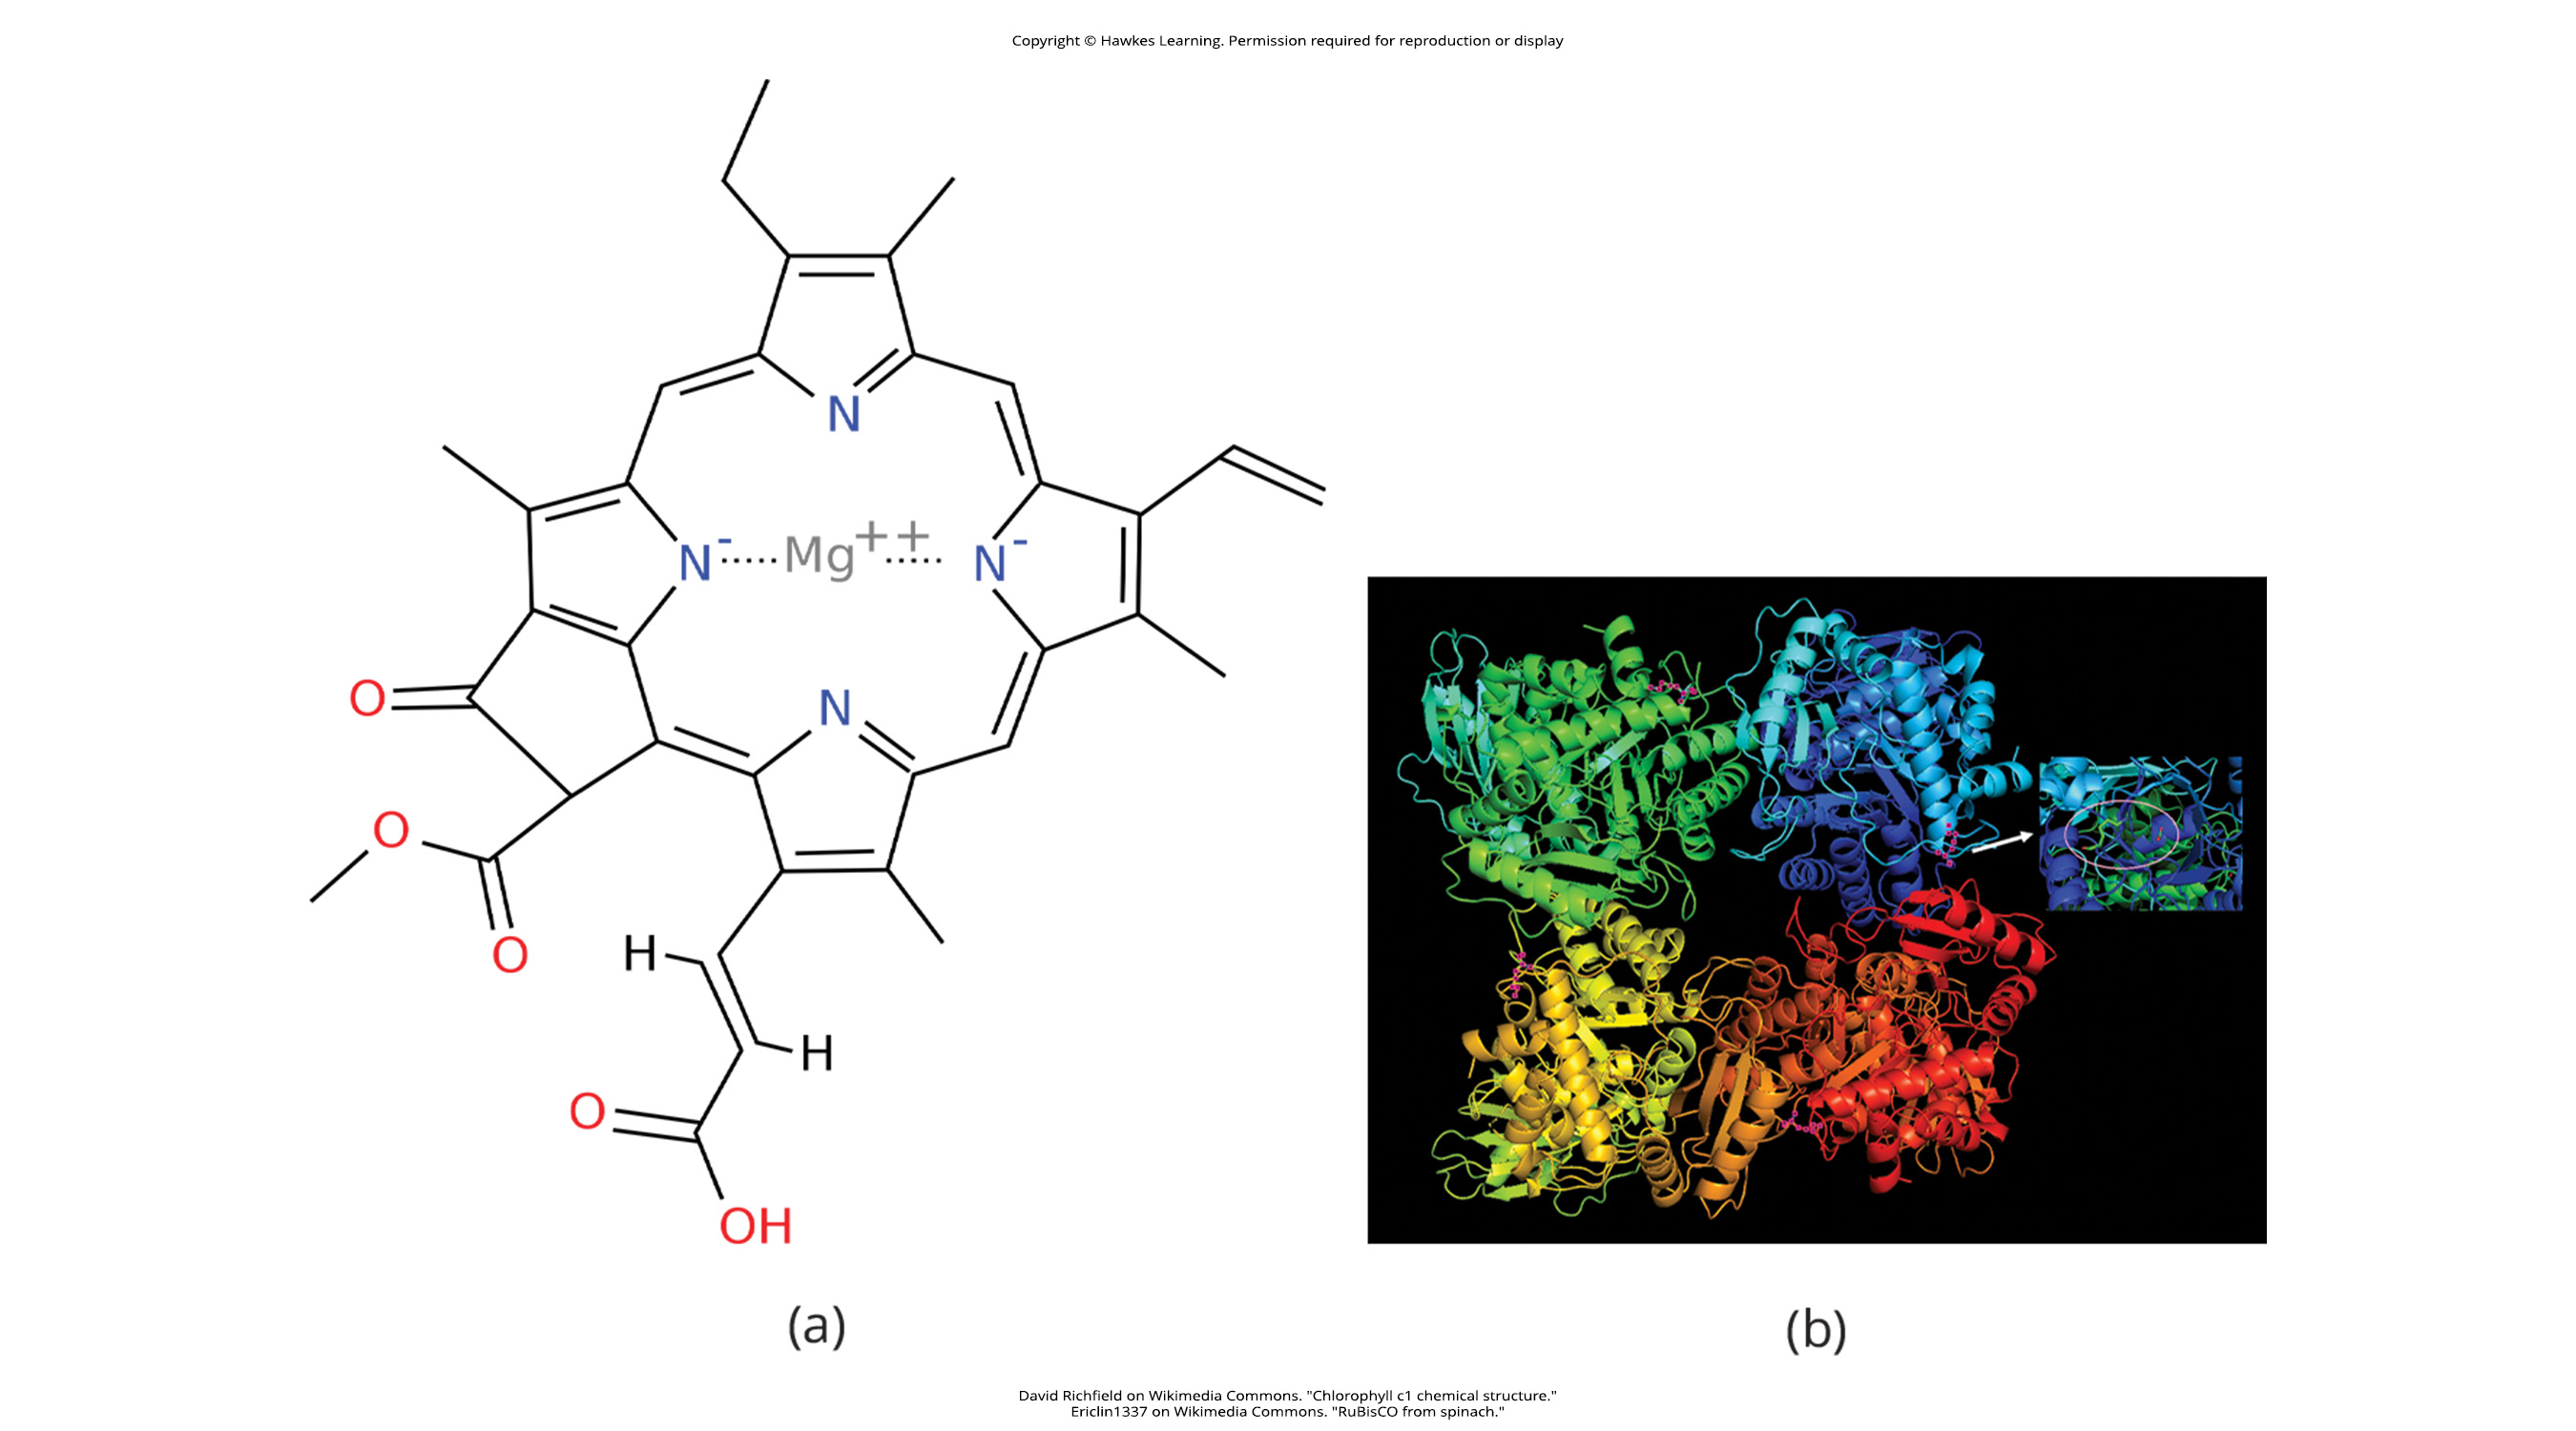 Copyright © Hawkes Learning. Permission required for reproduction or display
N
N-
Mg++
N-
O
N
O
O
H
H
O
OH
(a)
(b)
David Richfield on Wikimedia Commons. "Chlorophyll c1 chemical structure."
Ericlin1337 on Wikimedia Commons. "RuBisCO from spinach."